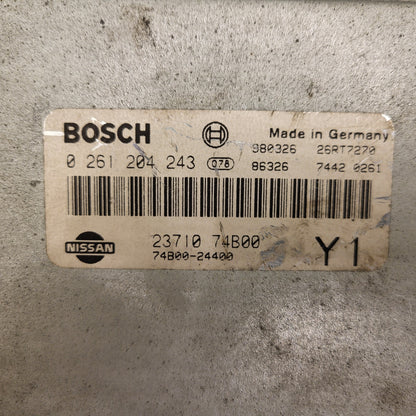 BOSCH
Made in Germany
980326 26RT7270
0 261 204 243 078 86326 7442 0261
NISSAN
23710 74B00
74B00-24400
Y1